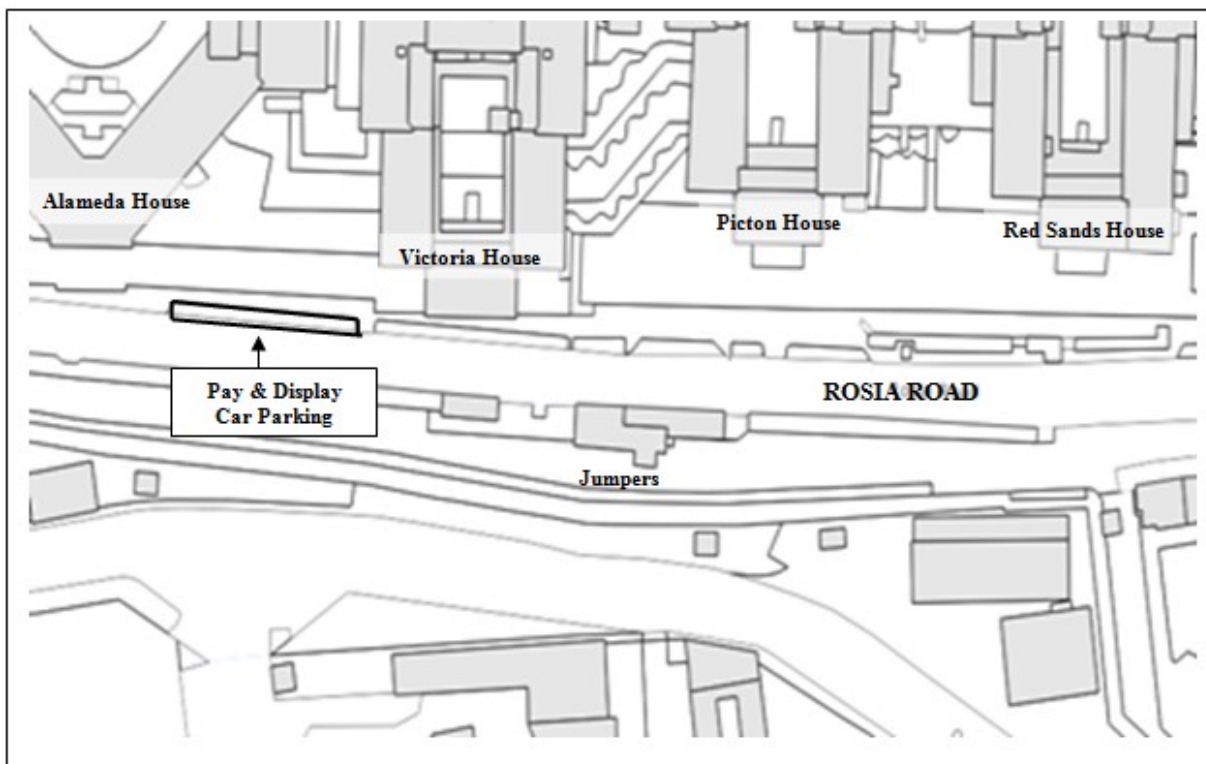 Alameda House
Victoria House
Picton House
Red Sands House
Pay & Display
Car Parking
ROSIA ROAD
Jumpers